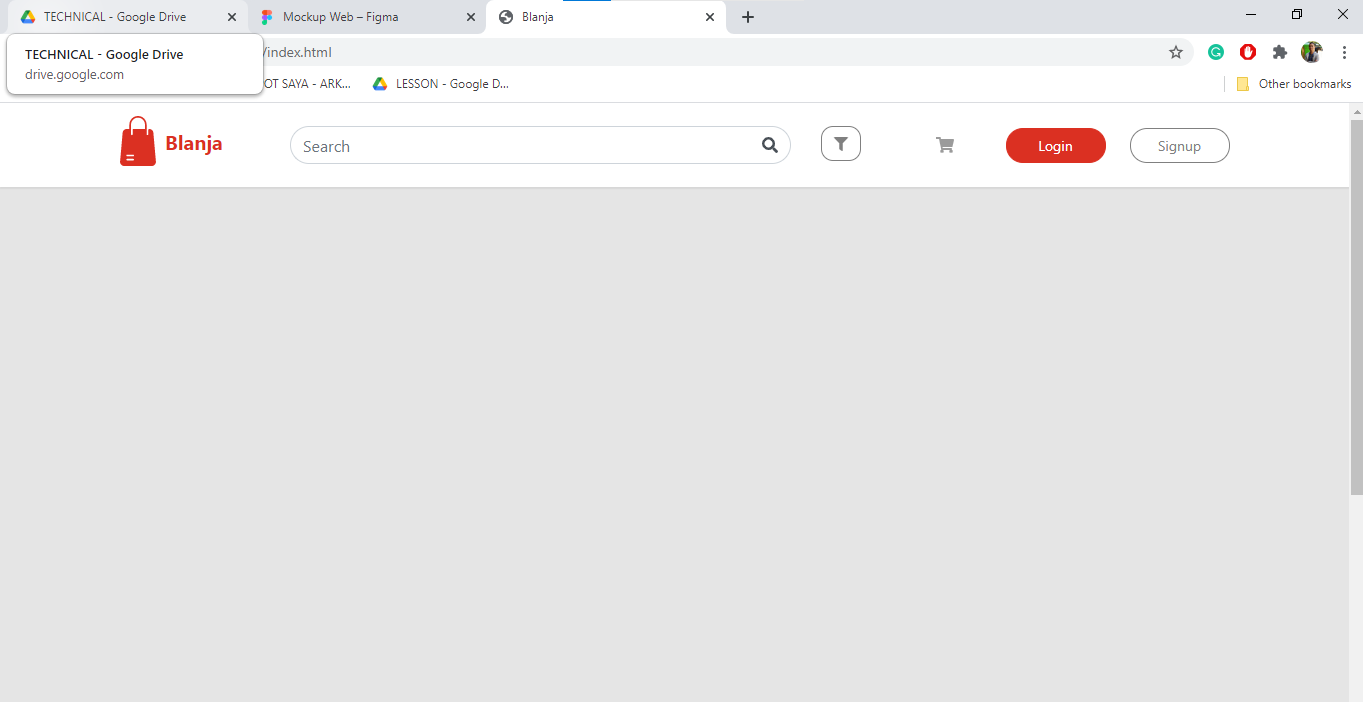 TECHNICAL - Google Drive
Mockup Web – Figma
Blanja
TECHNICAL - Google Drive
drive.google.com
/index.html
OT SAYA - ARK...
LESSON - Google D...
Other bookmarks
Blanja
Search
Login
Signup